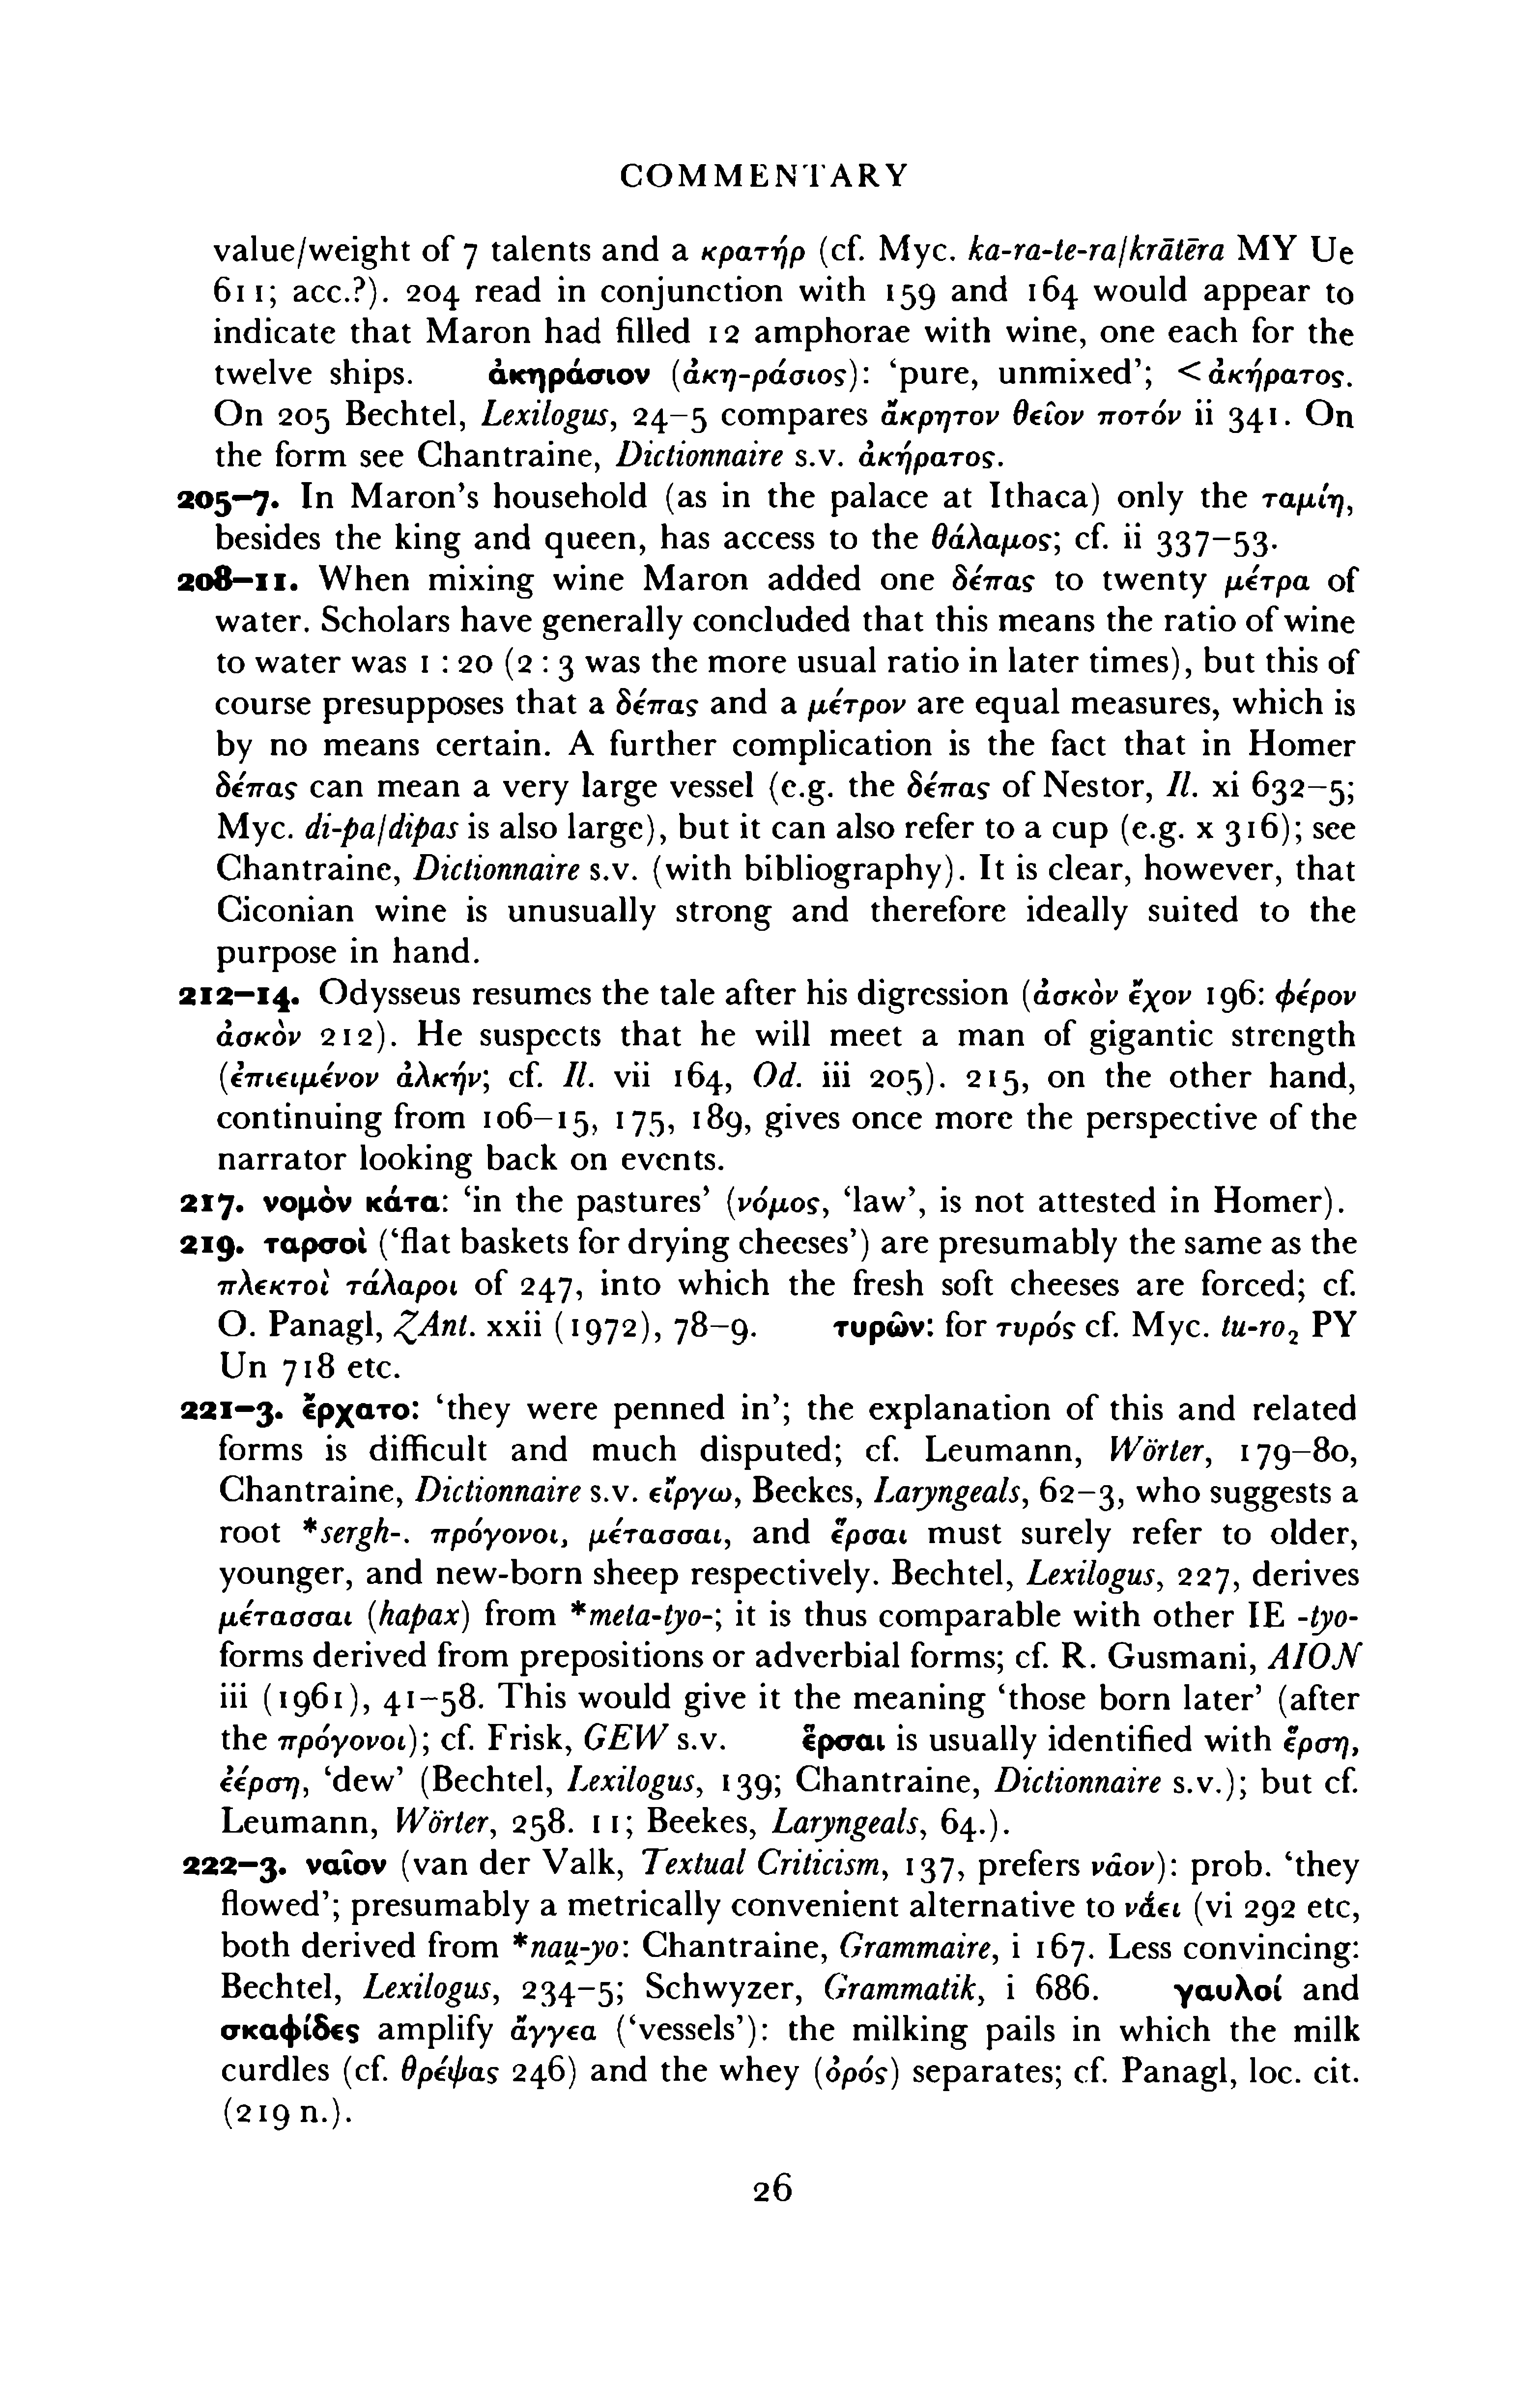 COMMENTARY
value/weight of 7 talents and a κρατήρ (cf. Myc. ka-ra-te-ra/krātēra MY Ue
611; acc.?). 204 read in conjunction with 159 and 164 would appear to
indicate that Maron had filled 12 amphorae with wine, one each for the
twelve ships. ἀκηράσιον (ἀκη-ράσιος): ‘pure, unmixed’; <ἀκήρατος.
On 205 Bechtel, Lexilogus, 24–5 compares ἄκρητον θεῖον ποτόν ii 341. On
the form see Chantraine, Dictionnaire s.v. ἀκήρατος.
205–7. In Maron’s household (as in the palace at Ithaca) only the ταμίη,
besides the king and queen, has access to the θάλαμος; cf. ii 337–53.
208–11. When mixing wine Maron added one δέπας to twenty μέτρα of
water. Scholars have generally concluded that this means the ratio of wine
to water was 1 : 20 (2 : 3 was the more usual ratio in later times), but this of
course presupposes that a δέπας and a μέτρον are equal measures, which is
by no means certain. A further complication is the fact that in Homer
δέπας can mean a very large vessel (e.g. the δέπας of Nestor, Il. xi 632–5;
Myc. di-pa/dipas is also large), but it can also refer to a cup (e.g. x 316); see
Chantraine, Dictionnaire s.v. (with bibliography). It is clear, however, that
Ciconian wine is unusually strong and therefore ideally suited to the
purpose in hand.
212–14. Odysseus resumes the tale after his digression (ἀσκὸν ἔχον 196: φέρον
ἀσκὸν 212). He suspects that he will meet a man of gigantic strength
(ἐπιειμένον ἀλκήν; cf. Il. vii 164, Od. iii 205). 215, on the other hand,
continuing from 106–15, 175, 189, gives once more the perspective of the
narrator looking back on events.
217. νομὸν κάτα: ‘in the pastures’ (νόμος, ‘law’, is not attested in Homer).
219. ταρσοὶ (‘flat baskets for drying cheeses’) are presumably the same as the
πλεκτοὶ τάλαροι of 247, into which the fresh soft cheeses are forced; cf.
O. Panagl, ZAnt. xxii (1972), 78–9. τυρῶν: for τυρός cf. Myc. tu-ro₂ PY
Un 718 etc.
221–3. ἔρχατο: ‘they were penned in’; the explanation of this and related
forms is difficult and much disputed; cf. Leumann, Wörter, 179–80,
Chantraine, Dictionnaire s.v. εἴργω, Beekes, Laryngeals, 62–3, who suggests a
root *sergh-. πρόγονοι, μέτασσαι, and ἕρσαι must surely refer to older,
younger, and new-born sheep respectively. Bechtel, Lexilogus, 227, derives
μέτασσαι (hapax) from *meta-tyo-; it is thus comparable with other IE -tyo-
forms derived from prepositions or adverbial forms; cf. R. Gusmani, AION
iii (1961), 41–58. This would give it the meaning ‘those born later’ (after
the πρόγονοι); cf. Frisk, GEW s.v. ἕρσαι is usually identified with ἕρση,
ἐέρση, ‘dew’ (Bechtel, Lexilogus, 139; Chantraine, Dictionnaire s.v.); but cf.
Leumann, Wörter, 258. 11; Beekes, Laryngeals, 64.).
222–3. ναῖον (van der Valk, Textual Criticism, 137, prefers νᾶον): prob. ‘they
flowed’; presumably a metrically convenient alternative to νάει (vi 292 etc,
both derived from *nau̯-yo: Chantraine, Grammaire, i 167. Less convincing:
Bechtel, Lexilogus, 234–5; Schwyzer, Grammatik, i 686. γαυλοί and
σκαφίδες amplify ἄγγεα (‘vessels’): the milking pails in which the milk
curdles (cf. θρέψας 246) and the whey (ὀρός) separates; cf. Panagl, loc. cit.
(219 n.).
26